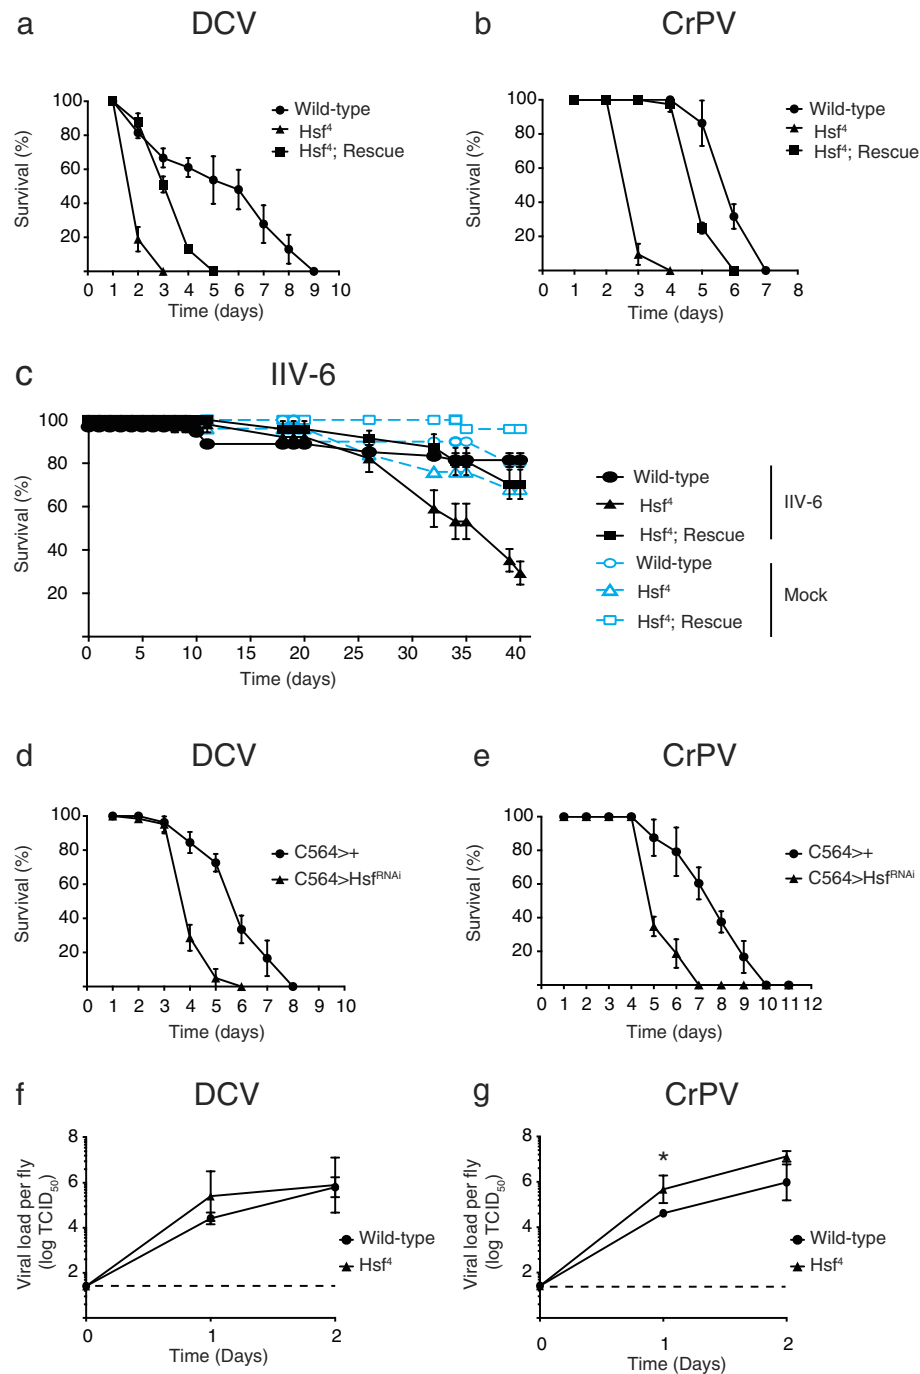 a DCV
Survival (%)
100
80
60
40
20
0 1 2 3 4 5 6 7 8 9 10
Time (days)
Wild-type
Hsf⁴
Hsf⁴; Rescue
b CrPV
Survival (%)
100
80
60
40
20
0 1 2 3 4 5 6 7 8
Time (days)
Wild-type
Hsf⁴
Hsf⁴; Rescue
c IIV-6
Survival (%)
100
80
60
40
20
0 5 10 15 20 25 30 35 40
Time (days)
Wild-type
Hsf⁴
Hsf⁴; Rescue
IIV-6
Wild-type
Hsf⁴
Hsf⁴; Rescue
Mock
d DCV
Survival (%)
100
80
60
40
20
0 1 2 3 4 5 6 7 8 9 10
Time (days)
C564>+
C564>Hsfᴿᴺᴬⁱ
e CrPV
Survival (%)
100
80
60
40
20
0 1 2 3 4 5 6 7 8 9 10 11 12
Time (days)
C564>+
C564>Hsfᴿᴺᴬⁱ
f DCV
Viral load per fly
(log TCID₅₀)
8
6
4
2
0 1 2
Time (Days)
Wild-type
Hsf⁴
g CrPV
Viral load per fly
(log TCID₅₀)
8
6
4
2
*
0 1 2
Time (Days)
Wild-type
Hsf⁴